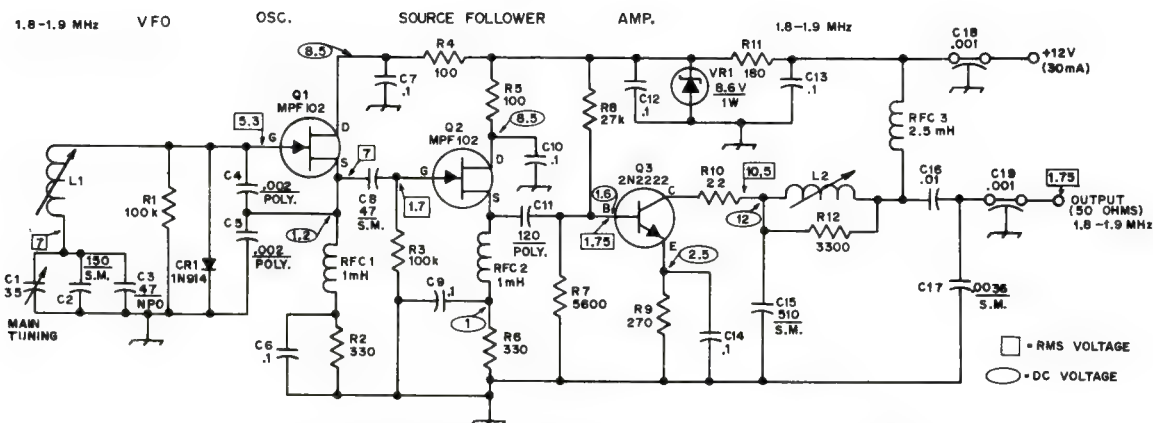 1.8-1.9 MHz
VFO
OSC.
SOURCE FOLLOWER
AMP.
1.8-1.9 MHz
8.5
R4
100
C7
.1
R5
100
8.5
R8
27k
C12
.1
VR1
8.6V
1W
R11
180
C13
.1
C18
.001
+12V
(30mA)
RFC 3
2.5 mH
Q1
MPF102
5.3
G
D
S
7
Q2
MPF102
G
D
S
C10
.1
L1
R1
100 k
C4
.002
POLY.
C5
.002
POLY.
1.2
C8
47
S.M.
1.7
R3
100k
C11
120
POLY
1.6
B
1.75
Q3
2N2222
C
E
2.5
R10
22
10.5
12
L2
R12
3300
C16
.01
C19
.001
1.75
OUTPUT
(50 OHMS)
1.8-1.9 MHz
7
C1
35
MAIN
TUNING
150
S.M.
C2
C3
47
NPO
CR1
1N914
RFC1
1mH
C6
.1
R2
330
C9
.1
RFC2
1mH
1
R6
330
R7
5600
R9
270
C14
.1
C15
510
S.M.
C17
.0036
S.M.
= RMS VOLTAGE
= DC VOLTAGE